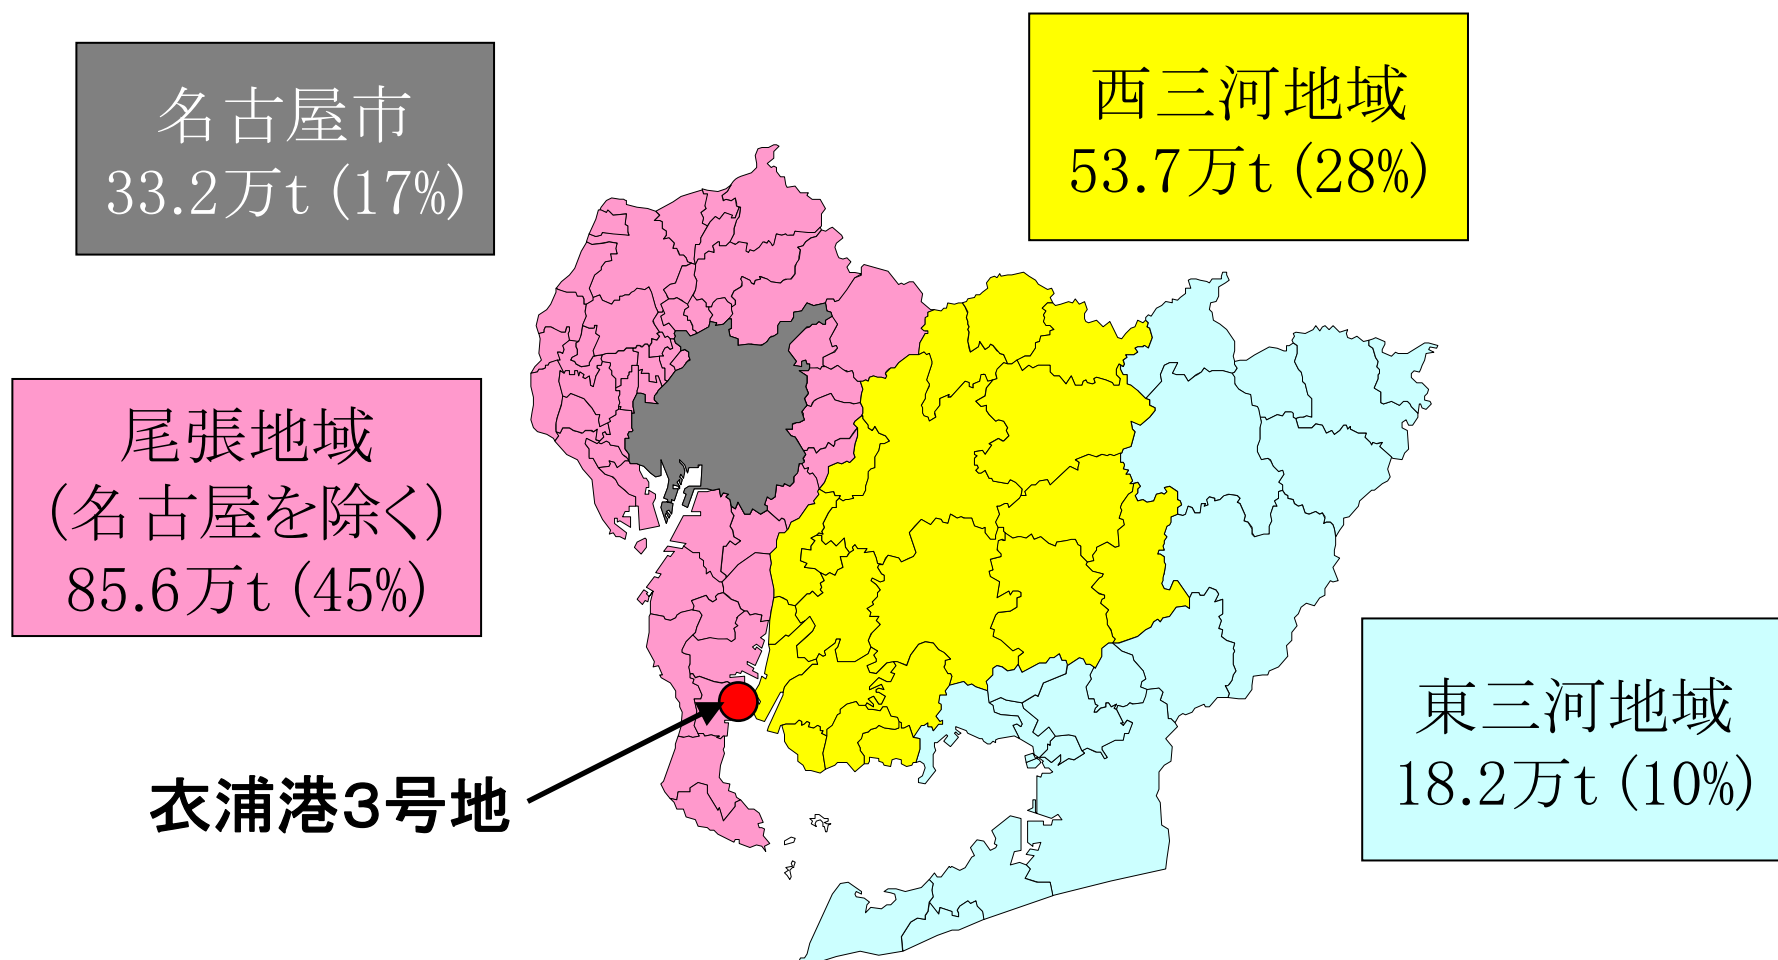 名古屋市
33.2万t (17%)
西三河地域
53.7万t (28%)
尾張地域
(名古屋を除く)
85.6万t (45%)
東三河地域
18.2万t (10%)
衣浦港3号地